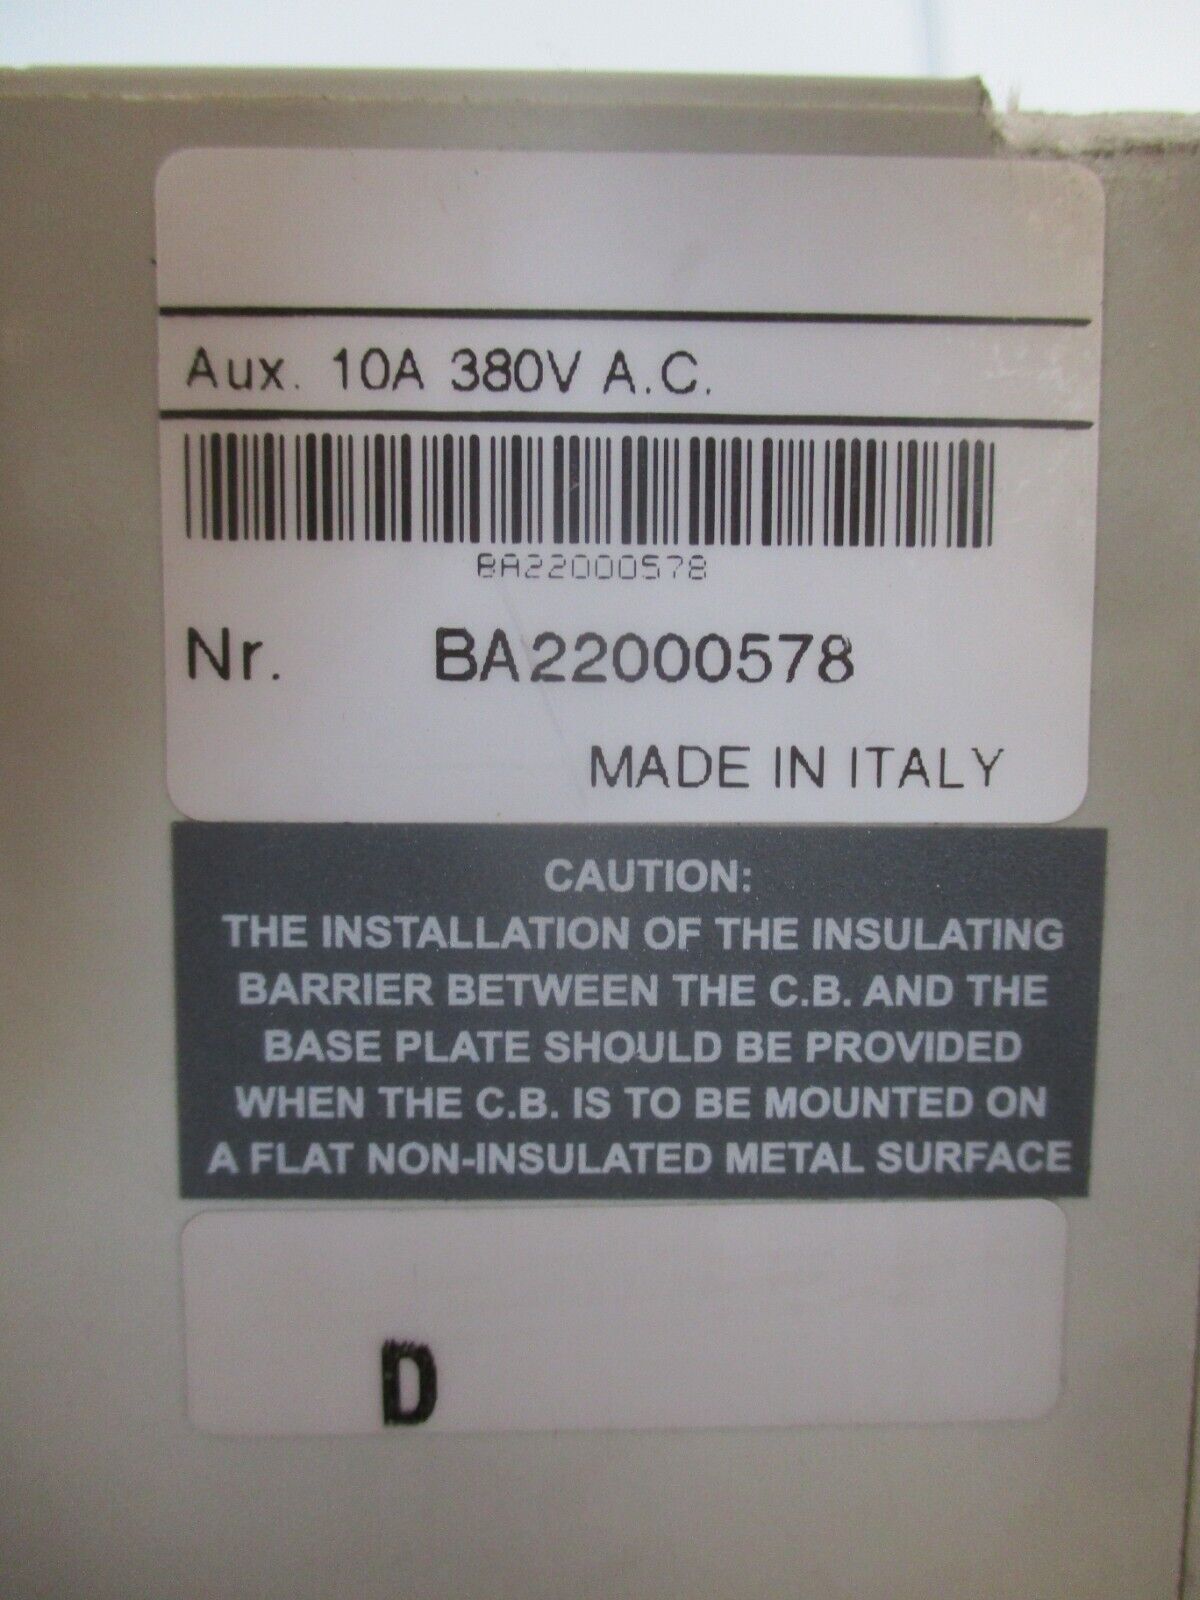 Aux. 10A 380V A.C.
BA22000578
Nr. BA22000578
MADE IN ITALY
CAUTION:
THE INSTALLATION OF THE INSULATING
BARRIER BETWEEN THE C.B. AND THE
BASE PLATE SHOULD BE PROVIDED
WHEN THE C.B. IS TO BE MOUNTED ON
A FLAT NON-INSULATED METAL SURFACE
D